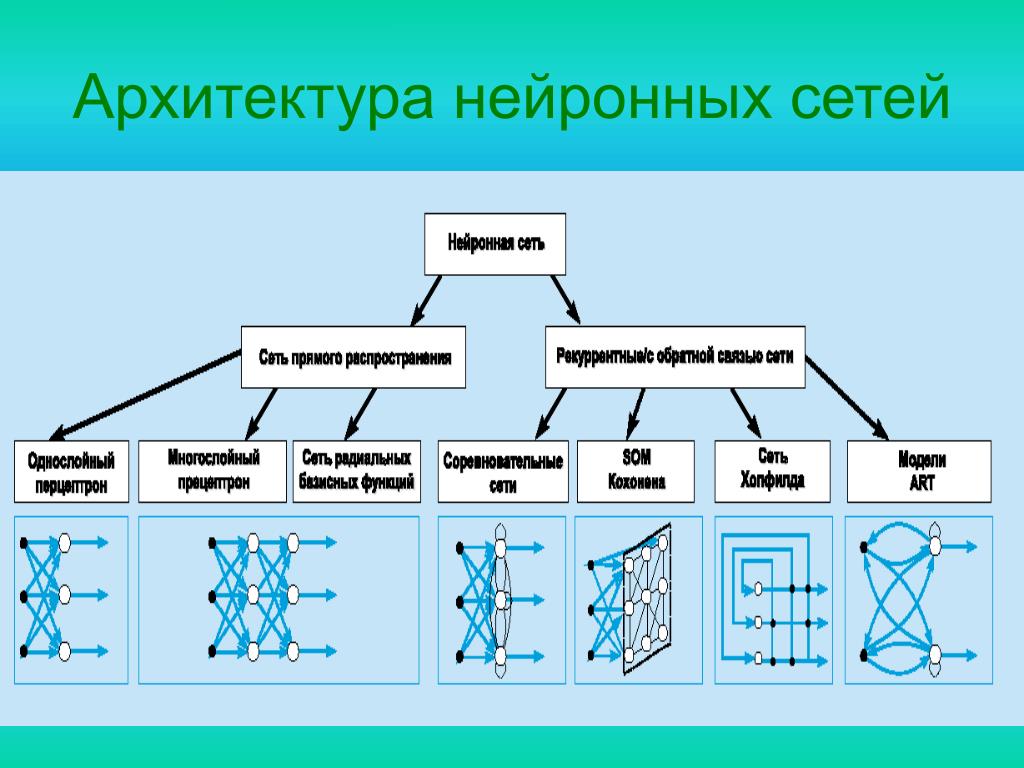 Архитектура нейронных сетей
Нейронная сеть
Сеть прямого распространения
Рекуррентные/с обратной связью сети
Однослойный
перцептрон
Многослойный
прецептрон
Сеть радиальных
базисных функций
Соревновательные
сети
SOM
Кохонена
Сеть
Хопфилда
Модели
ART